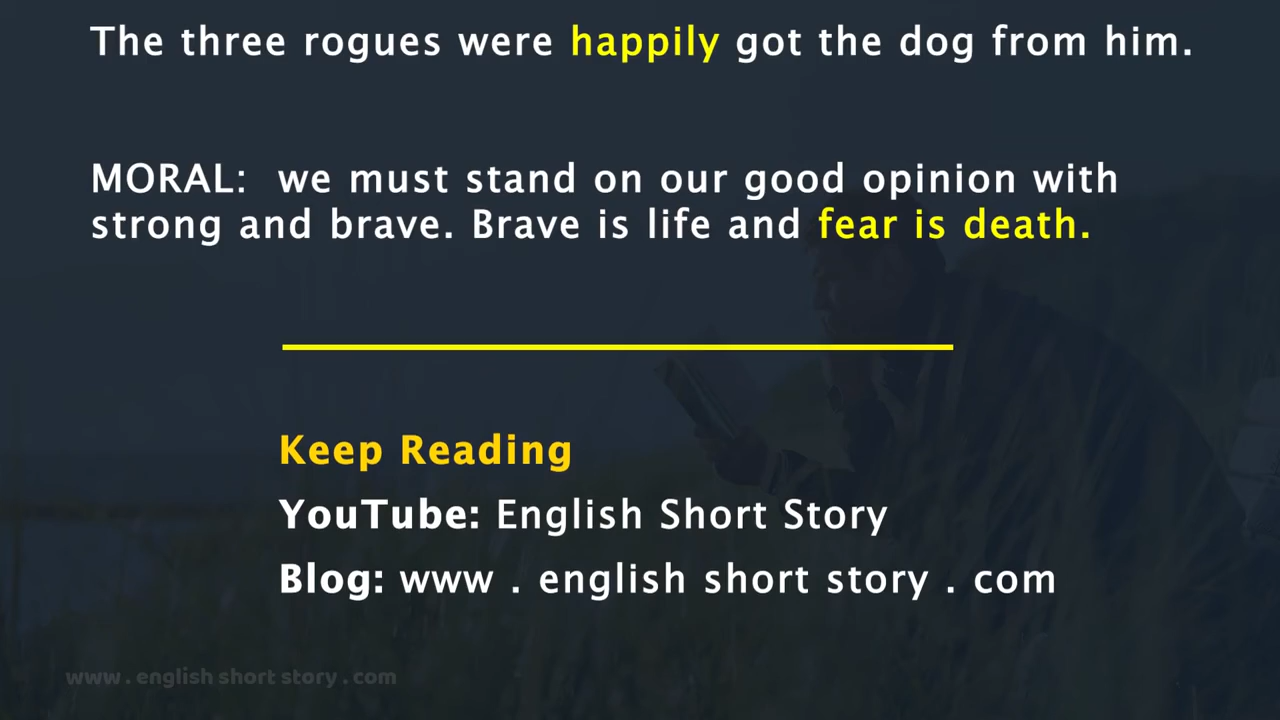 The three rogues were happily got the dog from him.
MORAL:  we must stand on our good opinion with
strong and brave. Brave is life and fear is death.
Keep Reading
YouTube: English Short Story
Blog: www . english short story . com
www . english short story . com